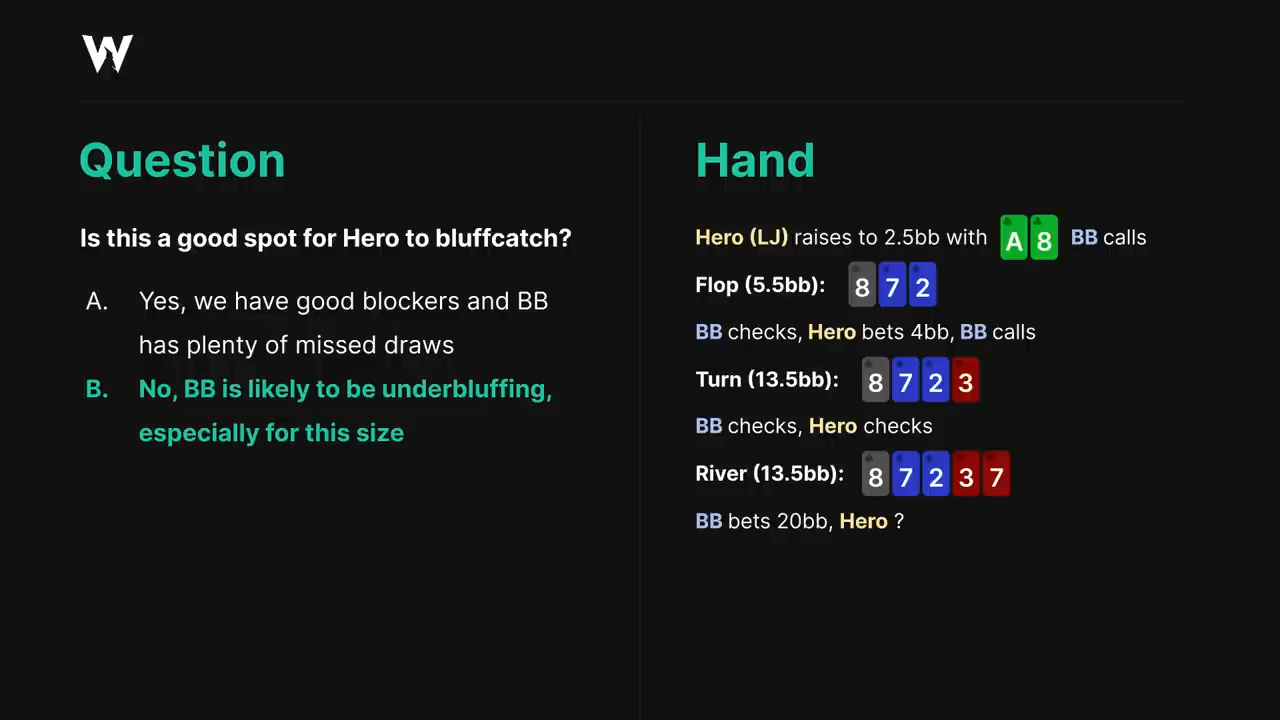 W
Question
Is this a good spot for Hero to bluffcatch?
A. Yes, we have good blockers and BB
has plenty of missed draws
B. No, BB is likely to be underbluffing,
especially for this size
Hand
Hero (LJ) raises to 2.5bb with A 8 BB calls
Flop (5.5bb): 8 7 2
BB checks, Hero bets 4bb, BB calls
Turn (13.5bb): 8 7 2 3
BB checks, Hero checks
River (13.5bb): 8 7 2 3 7
BB bets 20bb, Hero ?